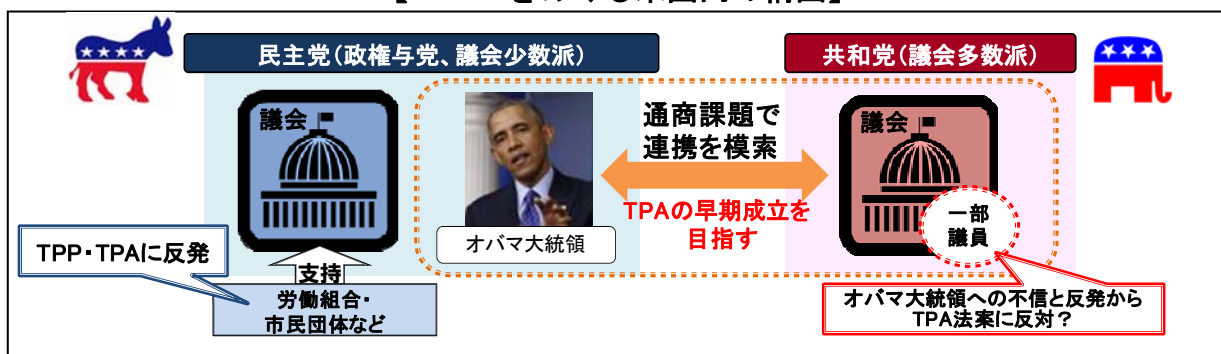 民主党(政権与党、議会少数派)
共和党(議会多数派)
議会
通商課題で
連携を模索
議会
TPAの早期成立を
目指す
一部
議員
オバマ大統領
TPP・TPAに反発
支持
労働組合・
市民団体など
オバマ大統領への不信と反発から
TPA法案に反対？